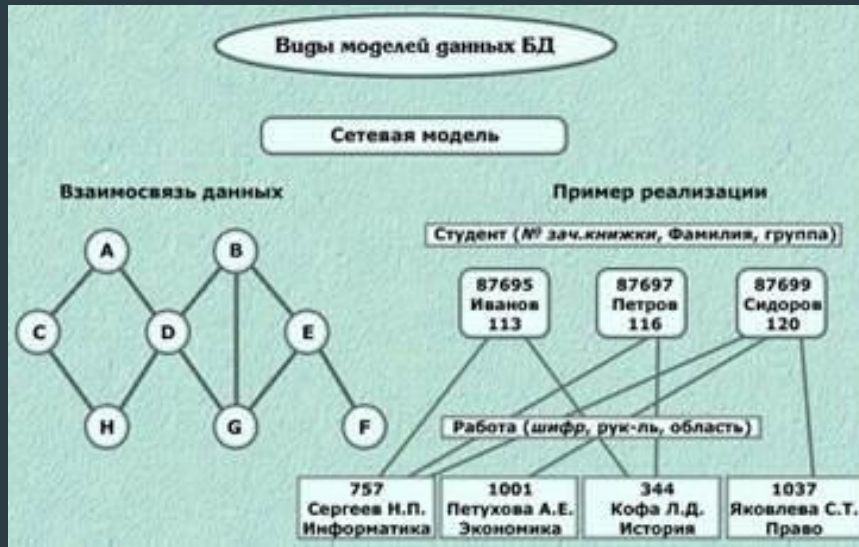 Виды моделей данных БД
Сетевая модель
Взаимосвязь данных
Пример реализации
Студент (№ зач.книжки, Фамилия, группа)
A
B
C
D
E
H
G
F
87695
Иванов
113
87697
Петров
116
87699
Сидоров
120
Работа (шифр, рук-ль, область)
757
Сергеев Н.П.
Информатика
1001
Петухова А.Е.
Экономика
344
Кофа Л.Д.
История
1037
Яковлева С.Т.
Право